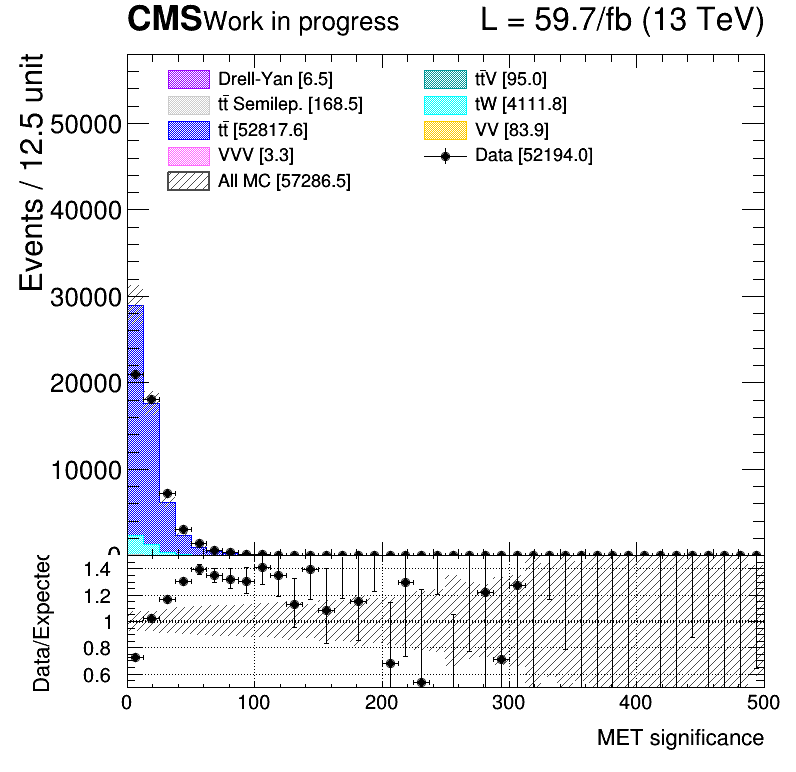 CMS Work in progress L = 59.7/fb (13 TeV)
Events / 12.5 unit
Drell-Yan [6.5]
tt̄ Semilep. [168.5]
tt̄ [52817.6]
VVV [3.3]
All MC [57286.5]
tt̄V [95.0]
tW [4111.8]
VV [83.9]
Data [52194.0]
50000
40000
30000
20000
10000
0
Data/Expected
1.4
1.2
1
0.8
0.6
0 100 200 300 400 500
MET significance